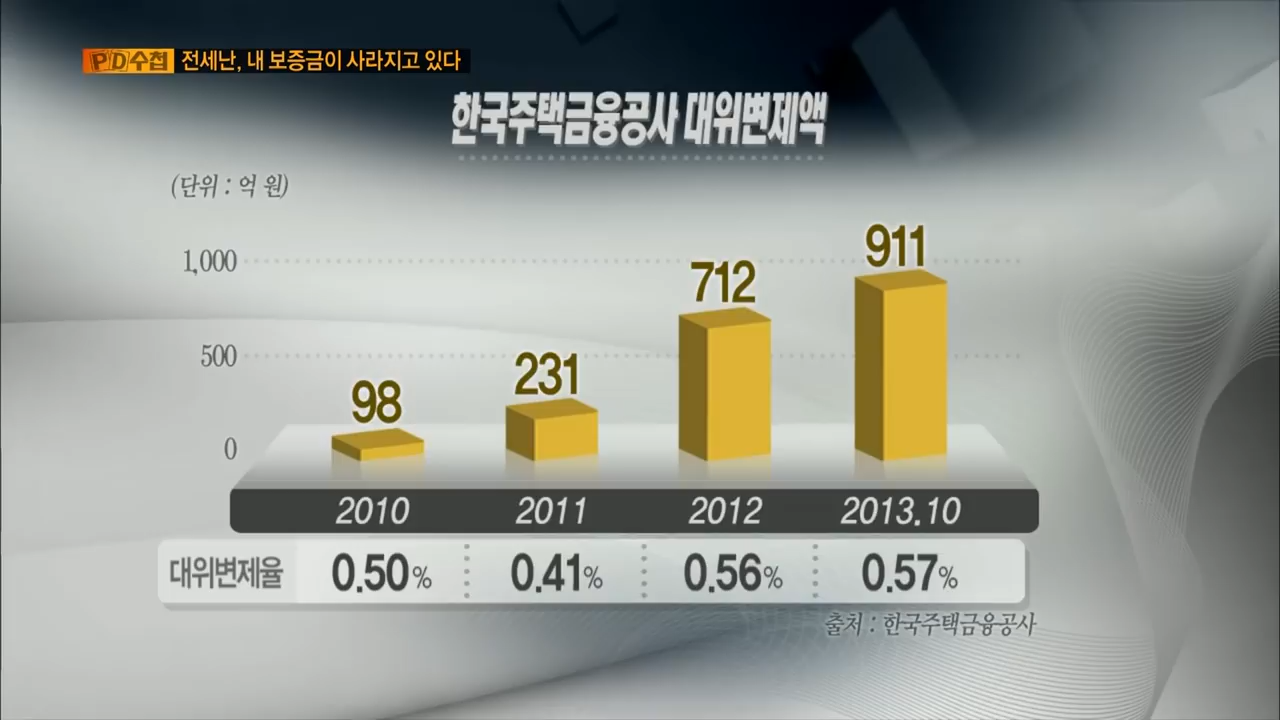 PD수첩 전세난, 내 보증금이 사라지고 있다
한국주택금융공사 대위변제액
(단위 : 억 원)
1,000
500
0
98
231
712
911
2010 2011 2012 2013.10
대위변제율 0.50% 0.41% 0.56% 0.57%
출처 : 한국주택금융공사